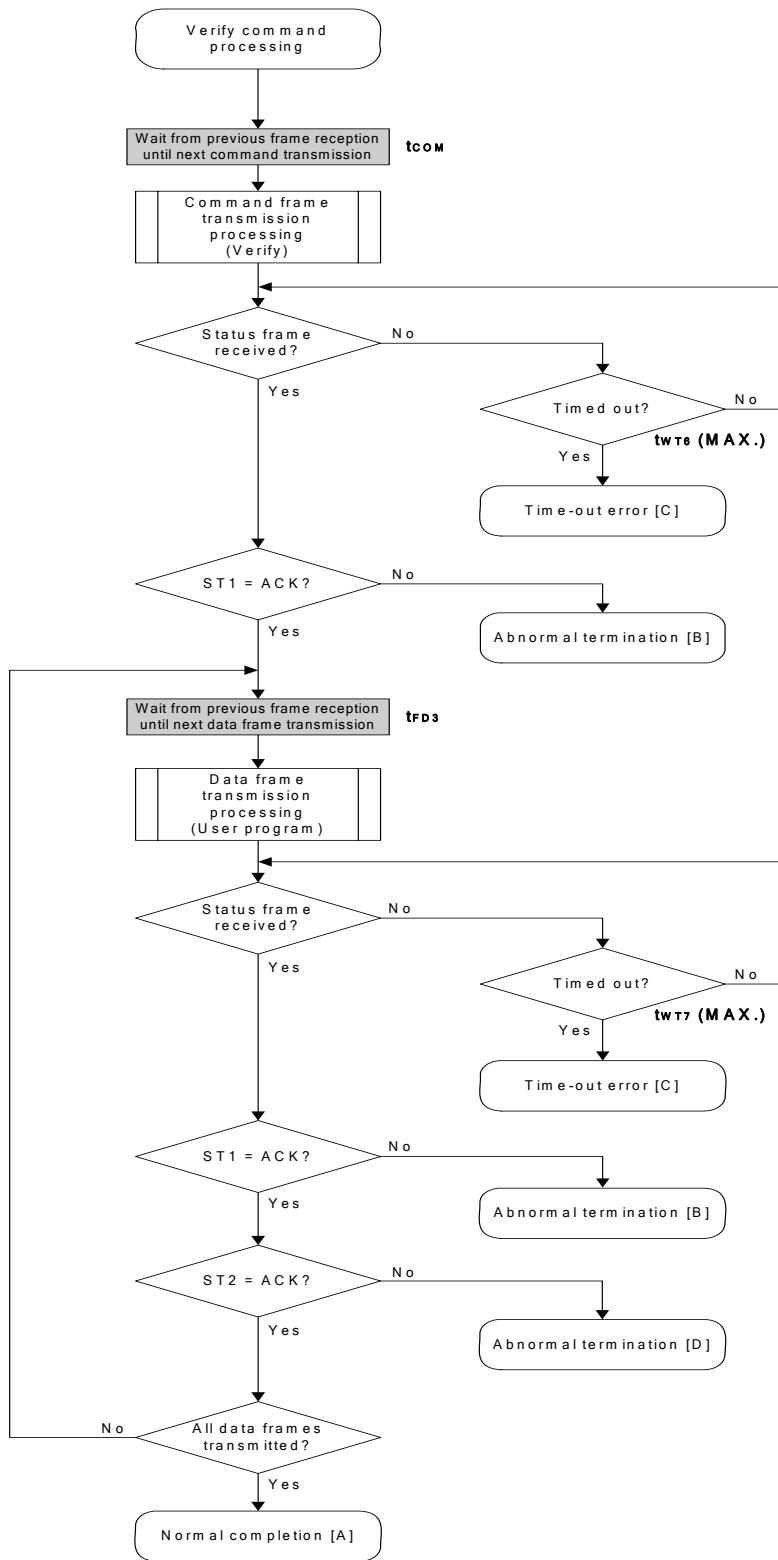 Verify command
processing
Wait from previous frame reception
until next command transmission
tCOM
Command frame
transmission
processing
(Verify)
Status frame
received?
No
Yes
Timed out?
No
tWT6 (MAX.)
Yes
Time-out error [C]
ST1 = ACK?
No
Yes
Abnormal termination [B]
Wait from previous frame reception
until next data frame transmission
tFD3
Data frame
transmission
processing
(User program)
Status frame
received?
No
Yes
Timed out?
No
tWT7 (MAX.)
Yes
Time-out error [C]
ST1 = ACK?
No
Yes
Abnormal termination [B]
ST2 = ACK?
No
Yes
Abnormal termination [D]
All data frames
transmitted?
No
Yes
Normal completion [A]